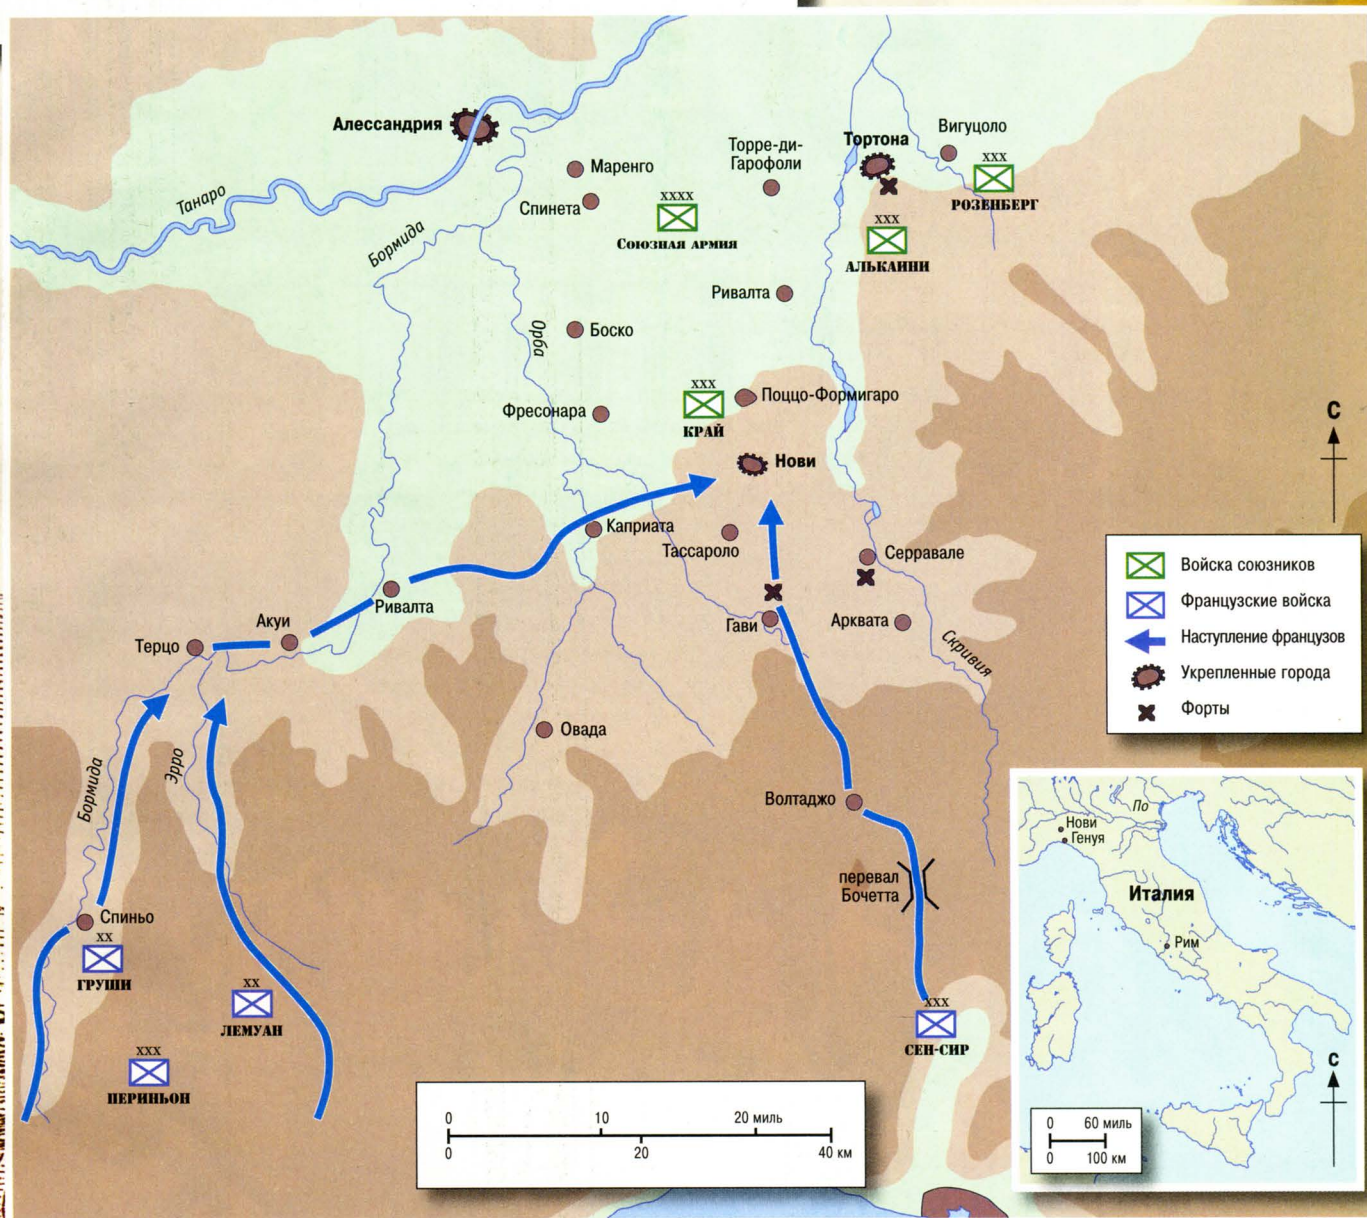 Алессандрия
Танаро
Бормида
Маренго
Спинета
XXXX
Союзная армия
Торре-ди-
Гарофоли
Тортона
Вигуцоло
XXX
РОЗЕНБЕРГ
XXX
АЛЬКАИНИ
Ривалта
Боско
Орба
Фресонара
XXX
КРАЙ
Поццо-Формигаро
Нови
Каприата
Тассароло
Серравале
Гави
Арквата
Скривия
Ривалта
Акуи
Терцо
Овада
Бормида
Эрро
Волтаджо
перевал
Бочетта
Спиньо
XX
ГРУШИ
XX
ЛЕМУАН
XXX
ПЕРИНЬОН
XXX
СЕН-СИР
С
Войска союзников
Французские войска
Наступление французов
Укрепленные города
Форты
По
Нови
Генуя
Италия
Рим
С
0 60 миль
0 100 км
0 10 20 миль
0 20 40 км